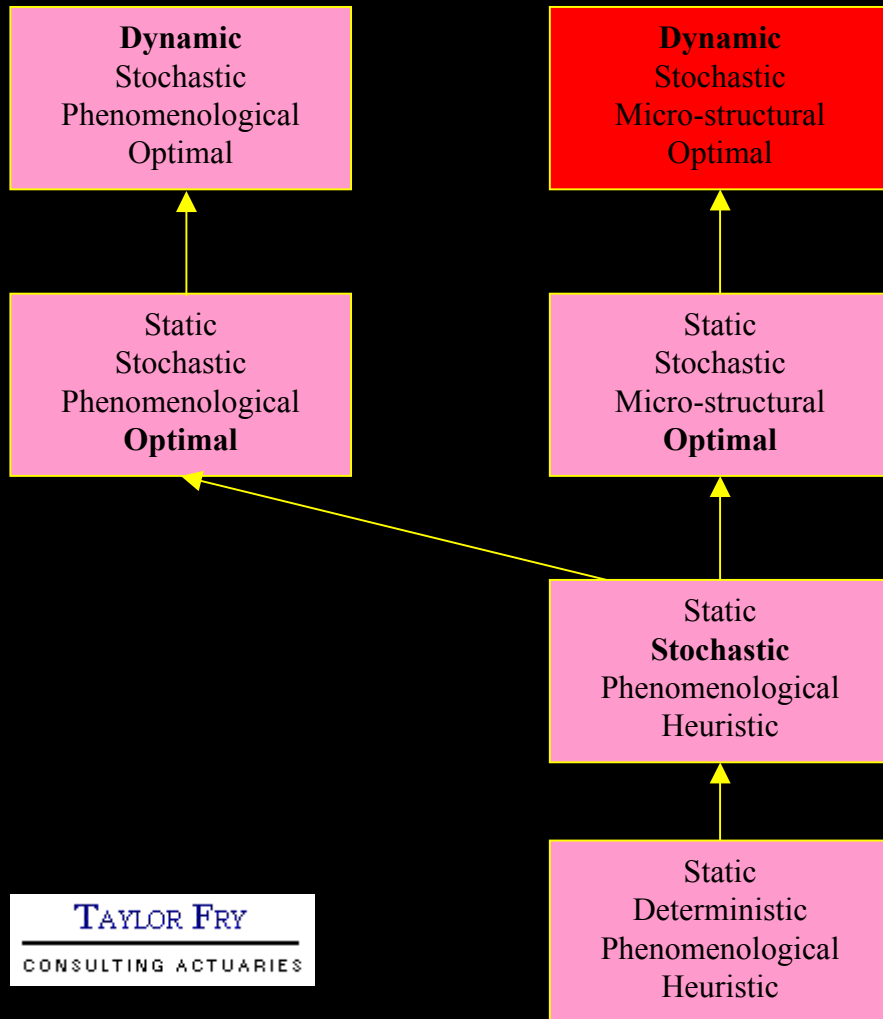 Dynamic
Stochastic
Phenomenological
Optimal
Dynamic
Stochastic
Micro-structural
Optimal
Static
Stochastic
Phenomenological
Optimal
Static
Stochastic
Micro-structural
Optimal
Static
Stochastic
Phenomenological
Heuristic
Static
Deterministic
Phenomenological
Heuristic
TAYLOR FRY
CONSULTING ACTUARIES